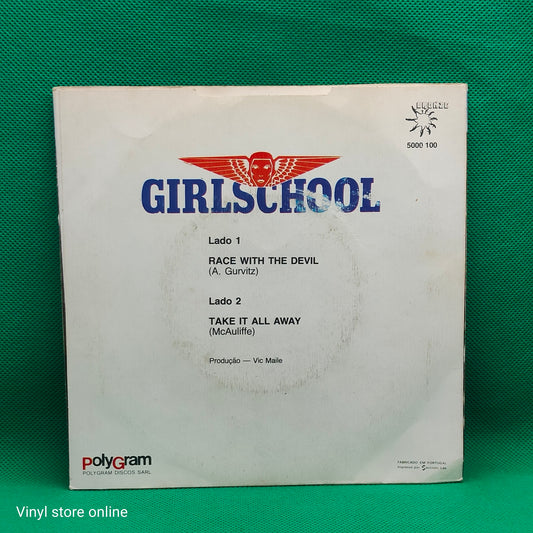 BRONZE
5000 100
GIRLSCHOOL
Lado 1
RACE WITH THE DEVIL
(A. Gurvitz)
Lado 2
TAKE IT ALL AWAY
(McAuliffe)
Produção — Vic Maile
PolyGram
POLYGRAM DISCOS SARL
FABRICADO EM PORTUGAL
Vinyl store online